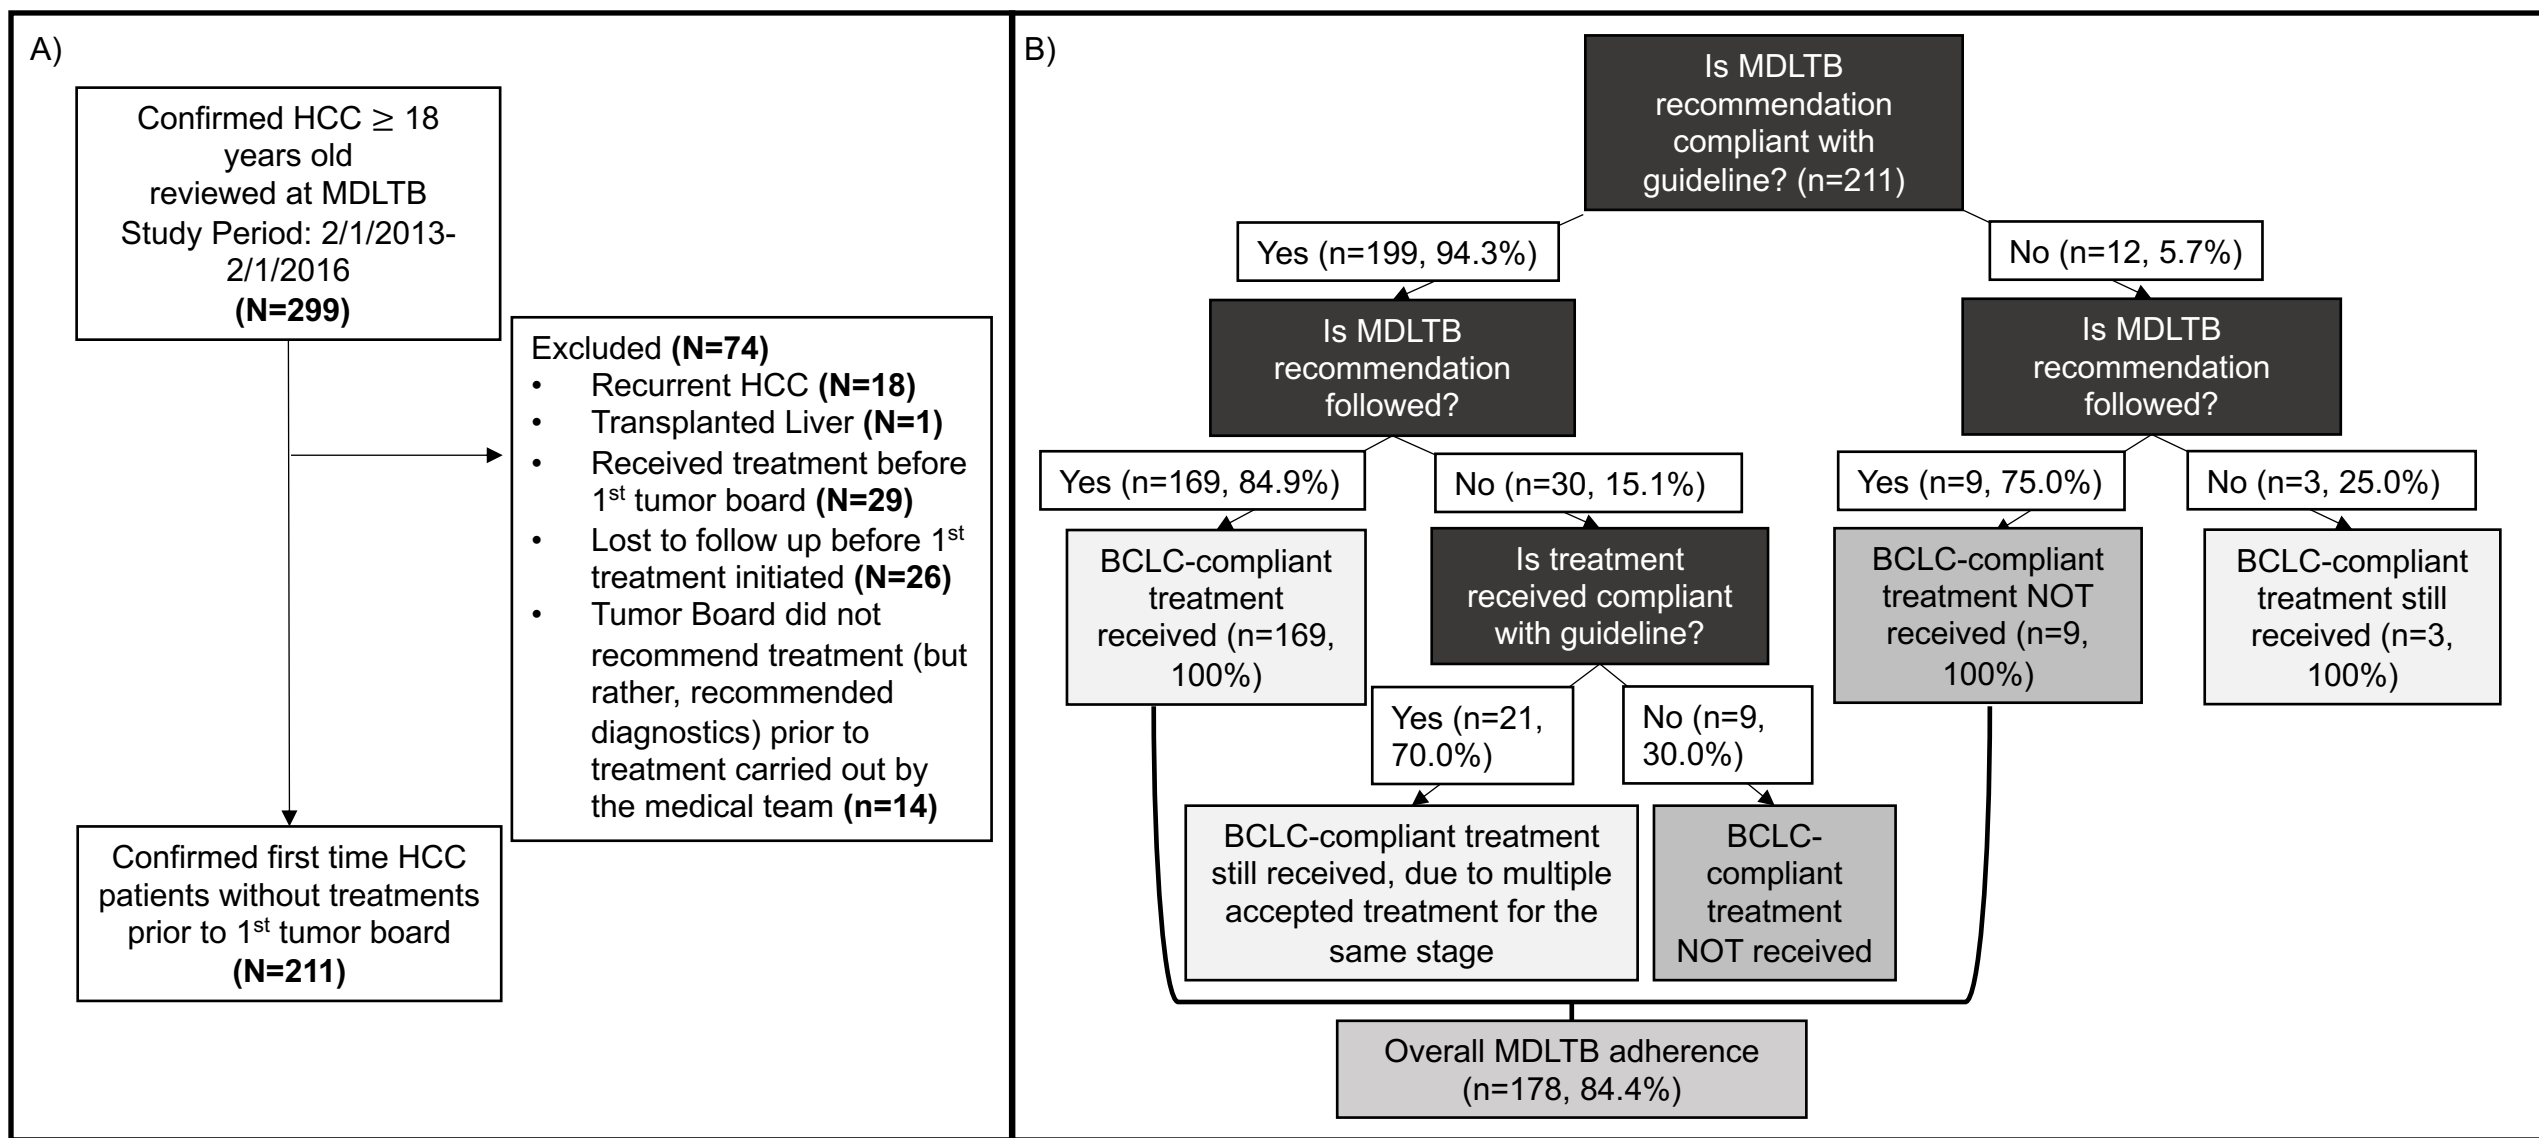 A)
Confirmed HCC ≥ 18
years old
reviewed at MDLTB
Study Period: 2/1/2013-
2/1/2016
(N=299)
Excluded (N=74)
• Recurrent HCC (N=18)
• Transplanted Liver (N=1)
• Received treatment before
1st tumor board (N=29)
• Lost to follow up before 1st
treatment initiated (N=26)
• Tumor Board did not
recommend treatment (but
rather, recommended
diagnostics) prior to
treatment carried out by
the medical team (n=14)
Confirmed first time HCC
patients without treatments
prior to 1st tumor board
(N=211)
B)
Is MDLTB
recommendation
compliant with
guideline? (n=211)
Yes (n=199, 94.3%)
No (n=12, 5.7%)
Is MDLTB
recommendation
followed?
Is MDLTB
recommendation
followed?
Yes (n=169, 84.9%)
No (n=30, 15.1%)
Yes (n=9, 75.0%)
No (n=3, 25.0%)
BCLC-compliant
treatment
received (n=169,
100%)
Is treatment
received compliant
with guideline?
BCLC-compliant
treatment NOT
received (n=9,
100%)
BCLC-compliant
treatment still
received (n=3,
100%)
Yes (n=21,
70.0%)
No (n=9,
30.0%)
BCLC-compliant treatment
still received, due to multiple
accepted treatment for the
same stage
BCLC-
compliant
treatment
NOT received
Overall MDLTB adherence
(n=178, 84.4%)